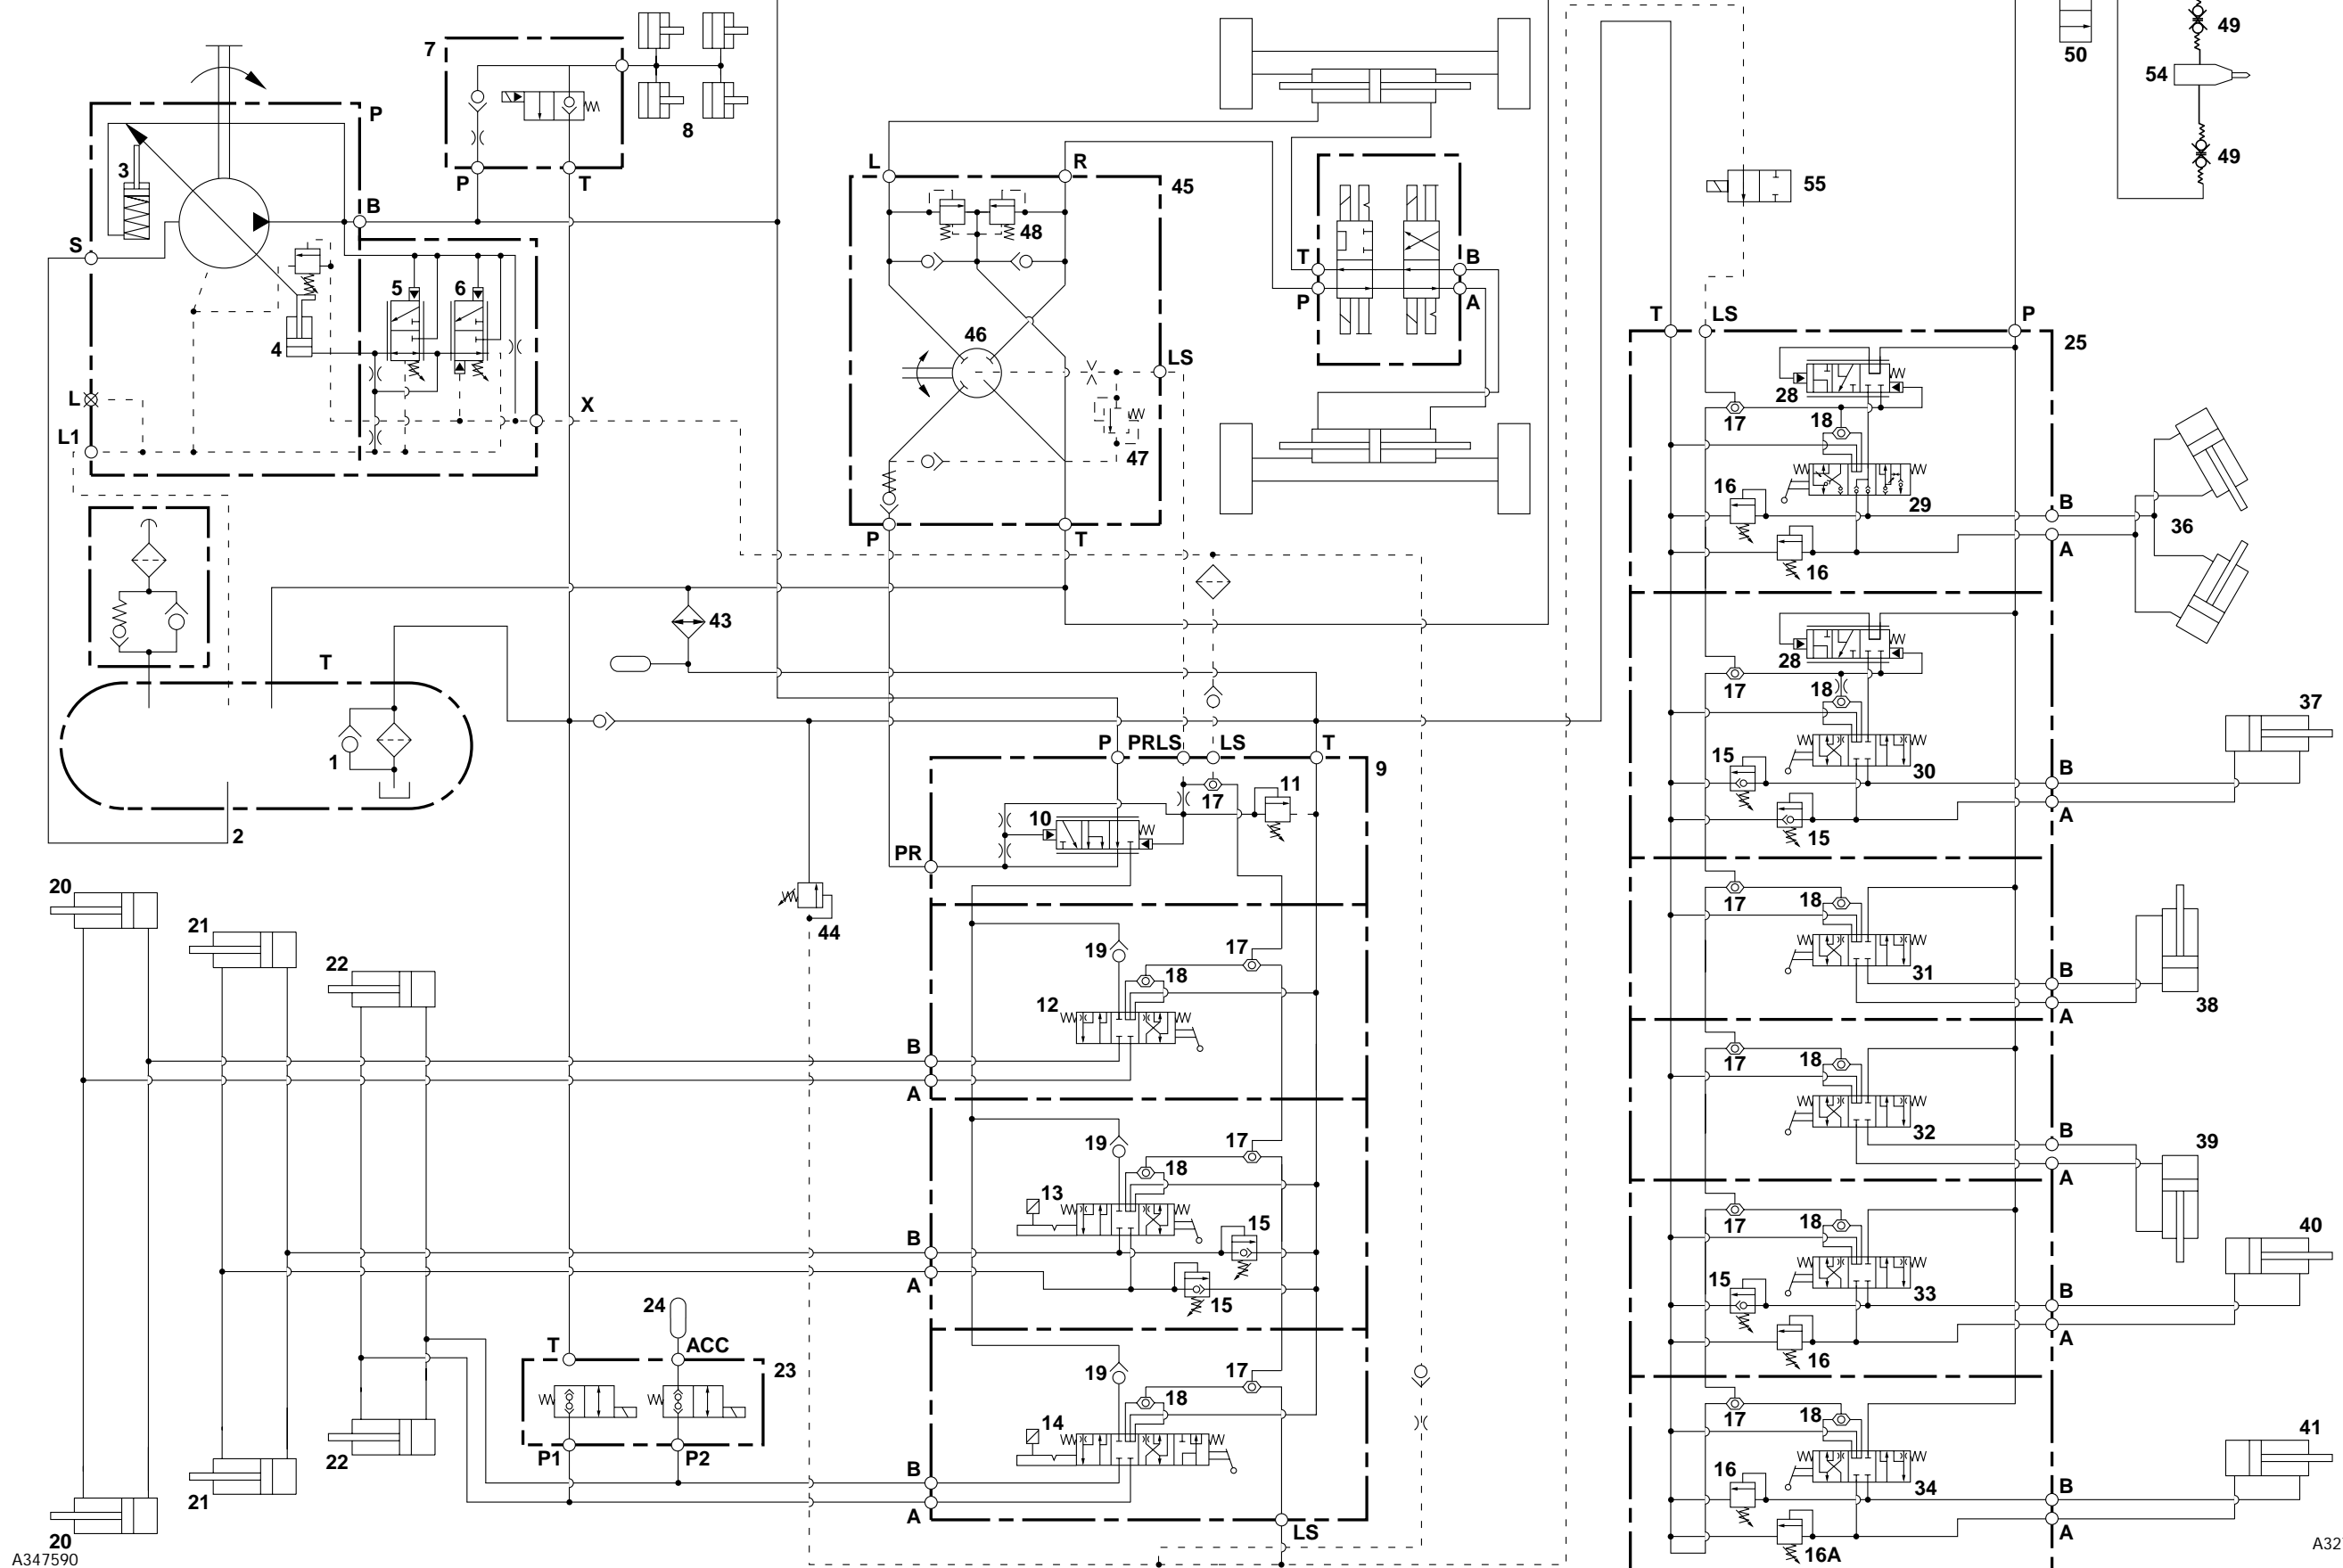 49
7
50
54
P
8
49
3
L
R
45
55
P
T
B
48
S
T
B
5
6
P
A
T
LS
P
46
25
4
LS
28
L
X
18
17
L1
47
16
29
B
36
P
T
A
16
43
28
T
17
18
37
P
PRLS
LS
T
9
1
15
30
B
11
17
10
A
2
15
PR
20
17
18
21
44
19
17
22
18
31
B
12
38
A
B
17
18
A
32
B
39
19
17
18
A
13
15
17
18
40
B
15
33
B
A
24
15
A
T
ACC
16
23
19
17
18
17
18
41
14
22
P1
P2
16
34
B
B
21
A
A
LS
20
16A
A347590
A32